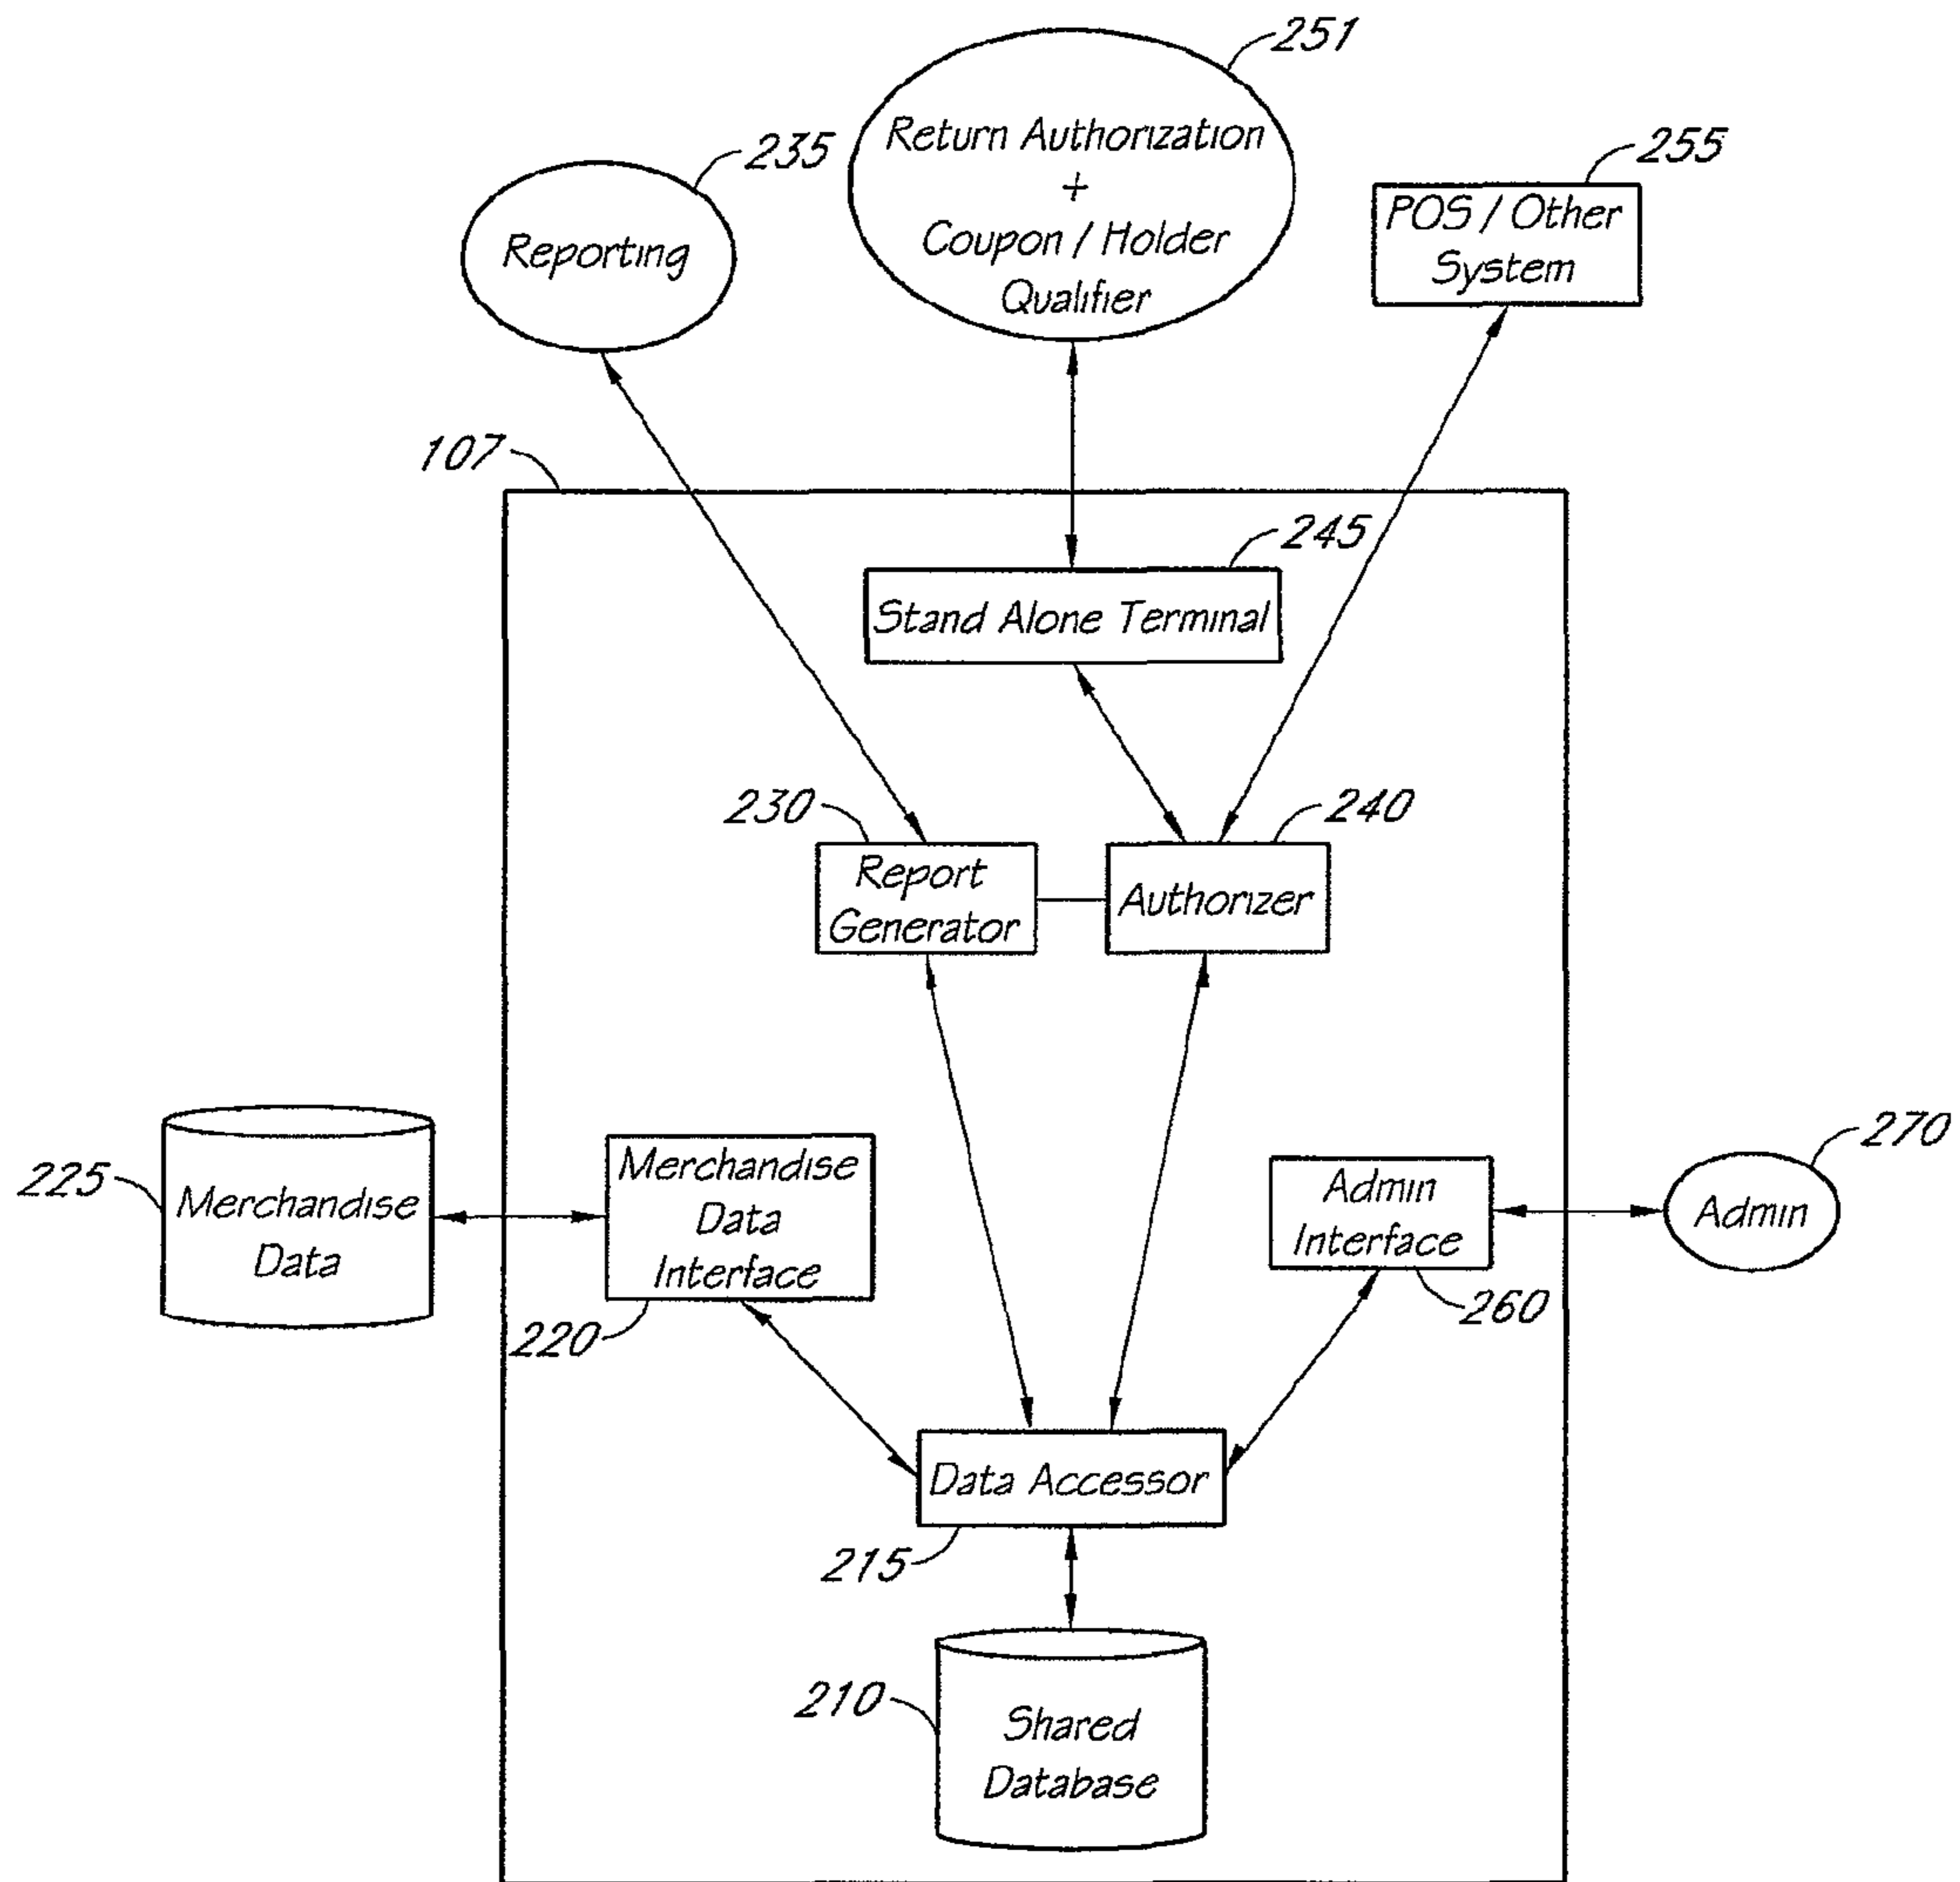 251
Return Authorization
+
Coupon / Holder
Qualifier
235
Reporting
255
POS / Other
System
107
245
Stand Alone Terminal
230
Report
Generator
240
Authorizer
225
Merchandise
Data
Merchandise
Data
Interface
220
Admin
Interface
260
270
Admin
Data Accessor
215
210
Shared
Database